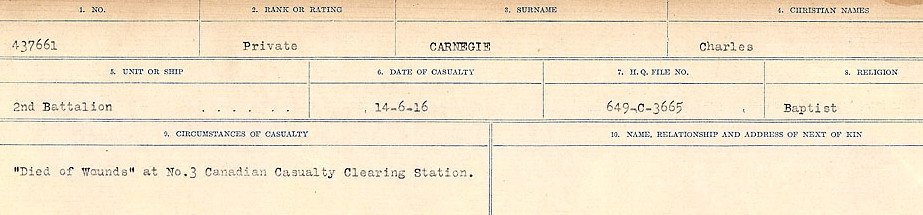 1. NO. 2. RANK OR RATING 3. SURNAME 4. CHRISTIAN NAMES
437661 Private CARNEGIE Charles
5. UNIT OR SHIP 6. DATE OF CASUALTY 7. H.Q. FILE NO. 8. RELIGION
2nd Battalion . . . . . . 14-6-16 649-C-3665 Baptist
9. CIRCUMSTANCES OF CASUALTY 10. NAME, RELATIONSHIP AND ADDRESS OF NEXT OF KIN
"Died of Wounds" at No.3 Canadian Casualty Clearing Station.